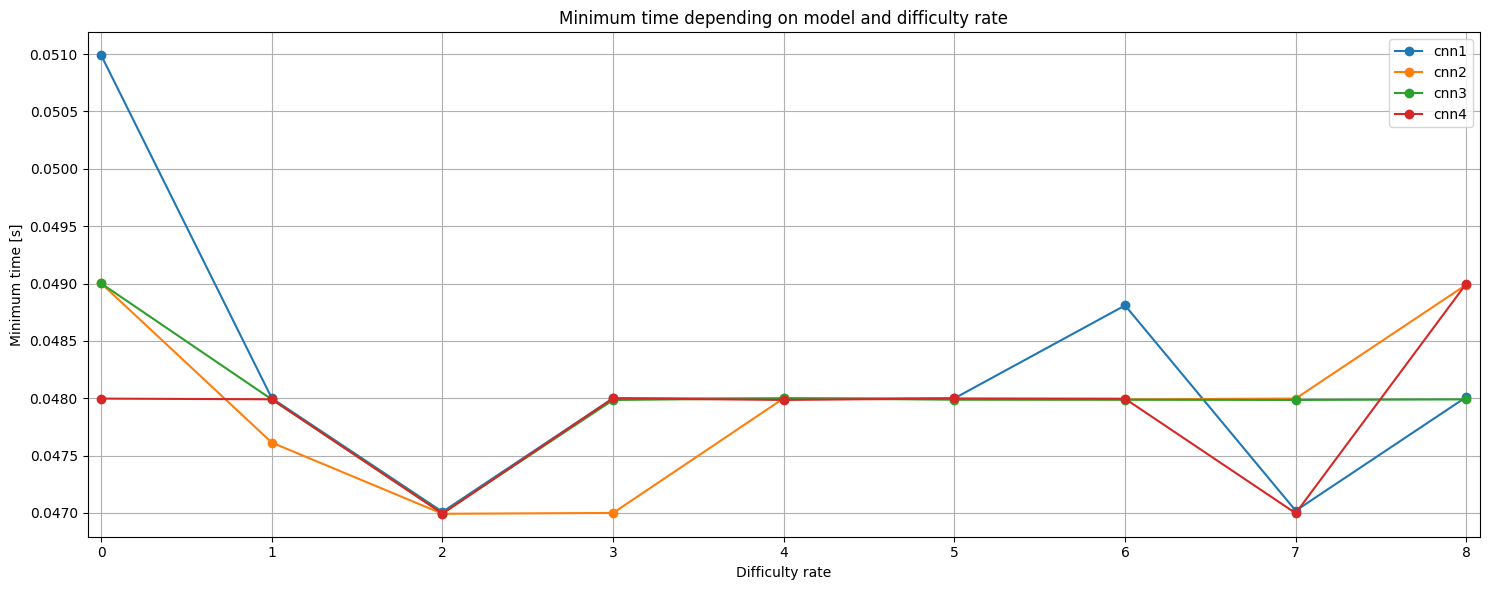 Minimum time depending on model and difficulty rate
0.0510
0.0505
0.0500
0.0495
0.0490
0.0485
0.0480
0.0475
0.0470
Minimum time [s]
cnn1
cnn2
cnn3
cnn4
0 1 2 3 4 5 6 7 8
Difficulty rate